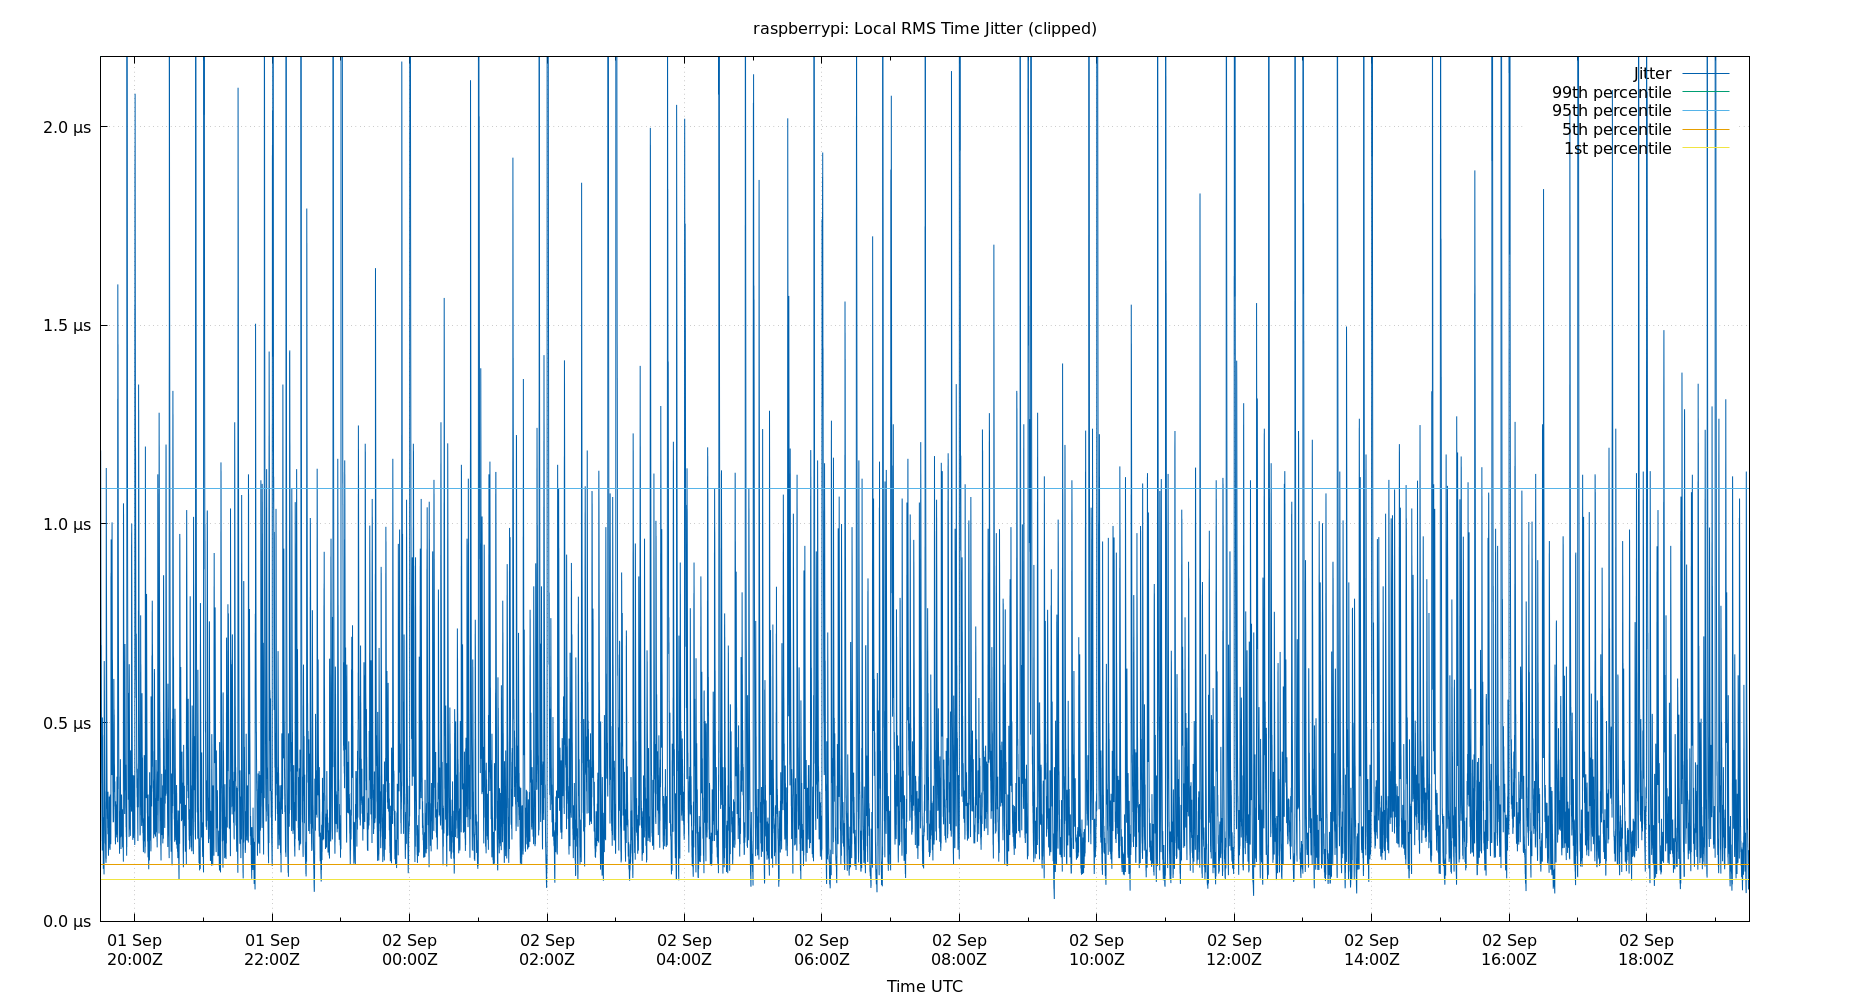 raspberrypi: Local RMS Time Jitter (clipped)
Jitter
99th percentile
95th percentile
5th percentile
1st percentile
2.0 µs
1.5 µs
1.0 µs
0.5 µs
0.0 µs
01 Sep 01 Sep 02 Sep 02 Sep 02 Sep 02 Sep 02 Sep 02 Sep 02 Sep 02 Sep 02 Sep 02 Sep
20:00Z 22:00Z 00:00Z 02:00Z 04:00Z 06:00Z 08:00Z 10:00Z 12:00Z 14:00Z 16:00Z 18:00Z
Time UTC